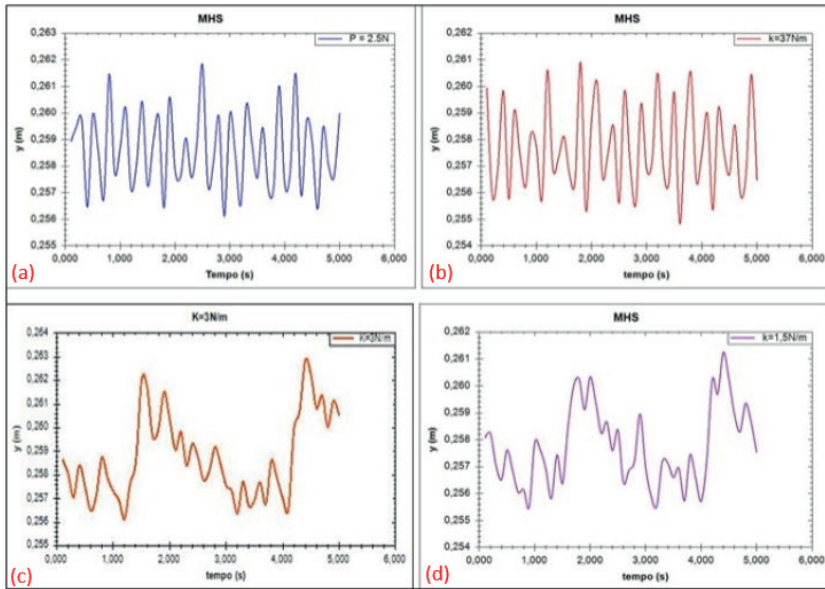 MHS
P = 2.5N
y (m)
0,263
0,262
0,261
0,260
0,259
0,258
0,257
0,256
0,255
0,000 1,000 2,000 3,000 4,000 5,000 6,000
Tempo (s)
(a)
MHS
k=37Nm
y (m)
0,262
0,261
0,260
0,259
0,258
0,257
0,256
0,255
0,254
0,000 1,000 2,000 3,000 4,000 5,000 6,000
tempo (s)
(b)
K=3N/m
K=3N/m
y (m)
0,264
0,263
0,262
0,261
0,260
0,259
0,258
0,257
0,256
0,255
0,000 1,000 2,000 3,000 4,000 5,000 6,000
tempo (s)
(c)
MHS
k=1,5N/m
y (m)
0,262
0,261
0,260
0,259
0,258
0,257
0,256
0,255
0,254
0,000 1,000 2,000 3,000 4,000 5,000 6,000
tempo (s)
(d)